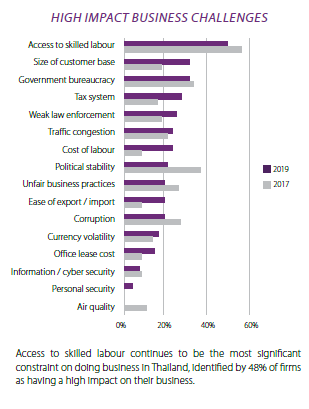 HIGH IMPACT BUSINESS CHALLENGES
Access to skilled labour
Size of customer base
Government bureaucracy
Tax system
Weak law enforcement
Traffic congestion
Cost of labour
Political stability
Unfair business practices
Ease of export / import
Corruption
Currency volatility
Office lease cost
Information / cyber security
Personal security
Air quality
2019
2017
0% 20% 40% 60%
Access to skilled labour continues to be the most significant
constraint on doing business in Thailand, identified by 48% of firms
as having a high impact on their business.